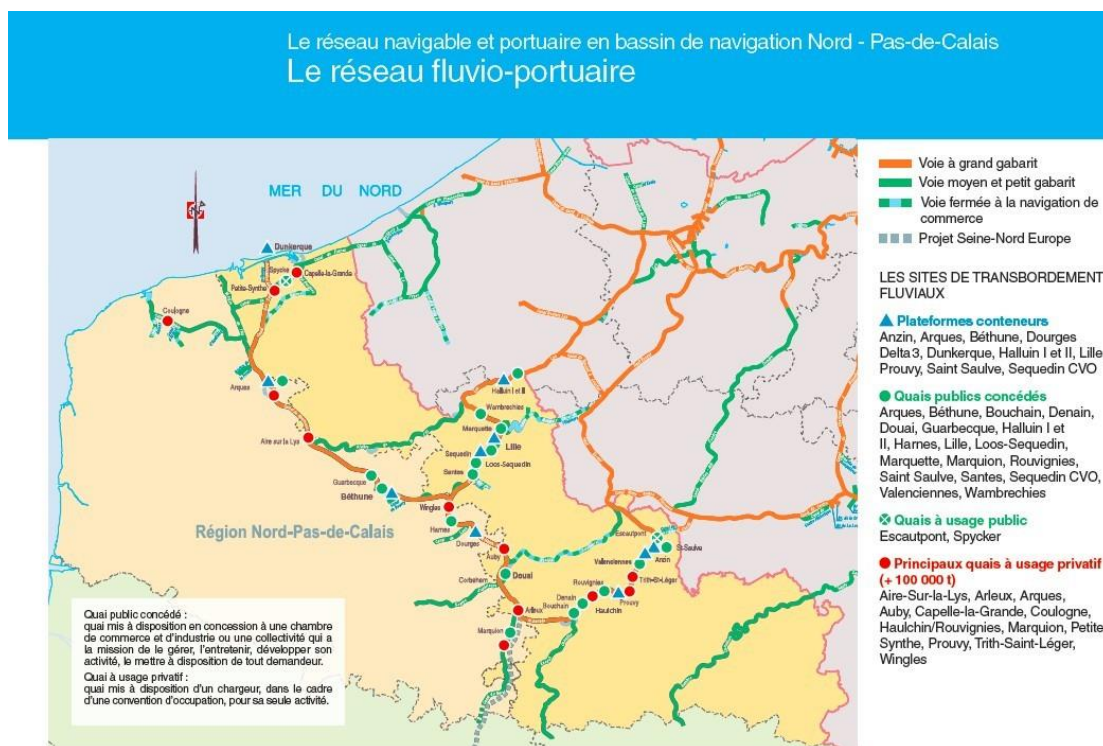 Le réseau navigable et portuaire en bassin de navigation Nord - Pas-de-Calais
Le réseau fluvio-portuaire
MER DU NORD
Dunkerque
Spycke
Capelle-la-Grande
Petite-Synthe
Coulogne
Arques
Halluin I et II
Wambrechies
Marquette
Lille
Sequedin
Loos-Sequedin
Santes
Aire sur la Lys
Guarbecque
Béthune
Wingles
Harnes
Dourges
Auby
Douai
Corbehem
Arleux
Marquion
Région Nord-Pas-de-Calais
Escautpont
St-Saulve
Anzin
Valenciennes
Trith-St-Léger
Rouvignies
Prouvy
Denain
Haulchin
Bouchain
Quai public concédé :
quai mis à disposition en concession à une chambre
de commerce et d'industrie ou une collectivité qui a
la mission de le gérer, l'entretenir, développer son
activité, le mettre à disposition de tout demandeur.
Quai à usage privatif :
quai mis à disposition d'un chargeur, dans le cadre
d'une convention d'occupation, pour sa seule activité.
Voie à grand gabarit
Voie moyen et petit gabarit
Voie fermée à la navigation de
commerce
Projet Seine-Nord Europe
LES SITES DE TRANSBORDEMENT
FLUVIAUX
Plateformes conteneurs
Anzin, Arques, Béthune, Dourges
Delta3, Dunkerque, Halluin I et II, Lille
Prouvy, Saint Saulve, Sequedin CVO
Quais publics concédés
Arques, Béthune, Bouchain, Denain,
Douai, Guarbecque, Halluin I et
II, Harnes, Lille, Loos-Sequedin,
Marquette, Marquion, Rouvignies,
Saint Saulve, Santes, Sequedin CVO,
Valenciennes, Wambrechies
Quais à usage public
Escautpont, Spycker
Principaux quais à usage privatif
(+ 100 000 t)
Aire-Sur-la-Lys, Arleux, Arques,
Auby, Capelle-la-Grande, Coulogne,
Haulchin/Rouvignies, Marquion, Petite
Synthe, Prouvy, Trith-Saint-Léger,
Wingles